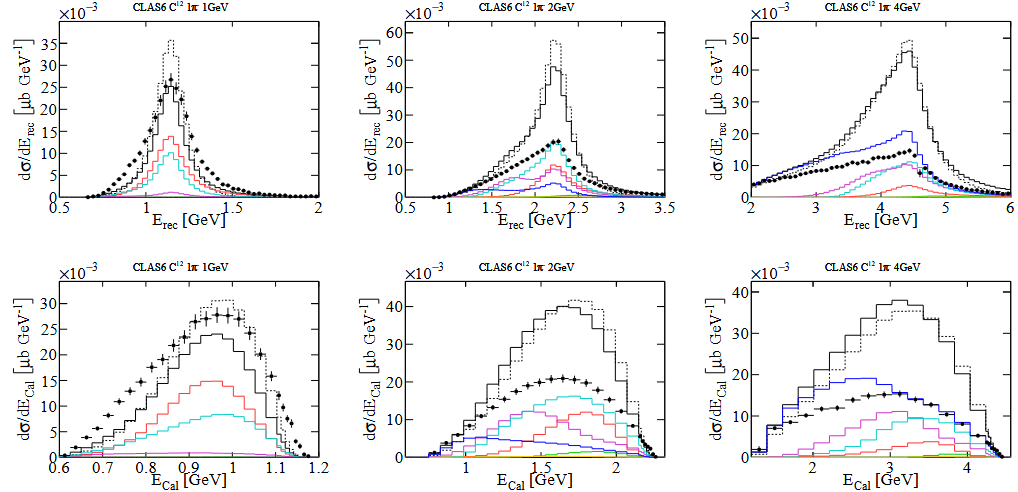 CLAS6 C¹² 1π 1GeV
×10⁻³
dσ/dE_rec [μb GeV⁻¹]
35
30
25
20
15
10
5
0
0.5 1 1.5 2
E_rec [GeV]
CLAS6 C¹² 1π 2GeV
×10⁻³
dσ/dE_rec [μb GeV⁻¹]
60
40
20
0
0.5 1 1.5 2 2.5 3 3.5
E_rec [GeV]
CLAS6 C¹² 1π 4GeV
×10⁻³
dσ/dE_rec [μb GeV⁻¹]
50
40
30
20
10
0
2 3 4 5 6
E_rec [GeV]
CLAS6 C¹² 1π 1GeV
×10⁻³
dσ/dE_Cal [μb GeV⁻¹]
30
25
20
15
10
5
0
0.6 0.7 0.8 0.9 1 1.1 1.2
E_Cal [GeV]
CLAS6 C¹² 1π 2GeV
×10⁻³
dσ/dE_Cal [μb GeV⁻¹]
40
30
20
10
0
1 1.5 2
E_Cal [GeV]
CLAS6 C¹² 1π 4GeV
×10⁻³
dσ/dE_Cal [μb GeV⁻¹]
40
30
20
10
0
2 3 4
E_Cal [GeV]